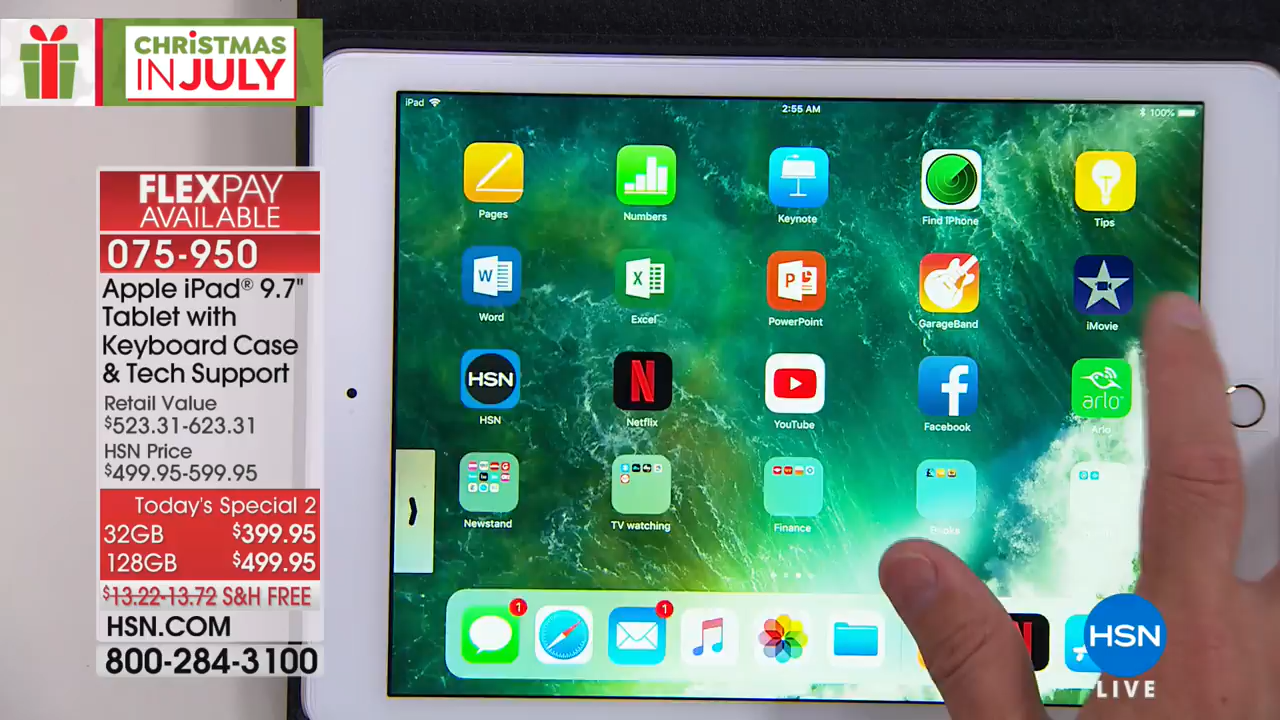 CHRISTMAS
IN JULY
FLEXPAY
AVAILABLE
075-950
Apple iPad® 9.7"
Tablet with
Keyboard Case
& Tech Support
Retail Value
$523.31-623.31
HSN Price
$499.95-599.95
Today's Special 2
32GB $399.95
128GB $499.95
$13.22-13.72 S&H FREE
HSN.COM
800-284-3100
iPad
2:55 AM
100%
Pages
Numbers
Keynote
Find iPhone
Tips
W
X
P
Word
Excel
PowerPoint
GarageBand
iMovie
HSN
N
f
arlo
HSN
Netflix
YouTube
Facebook
Arlo
Newstand
TV watching
Finance
Books
1
1
N
HSN
LIVE